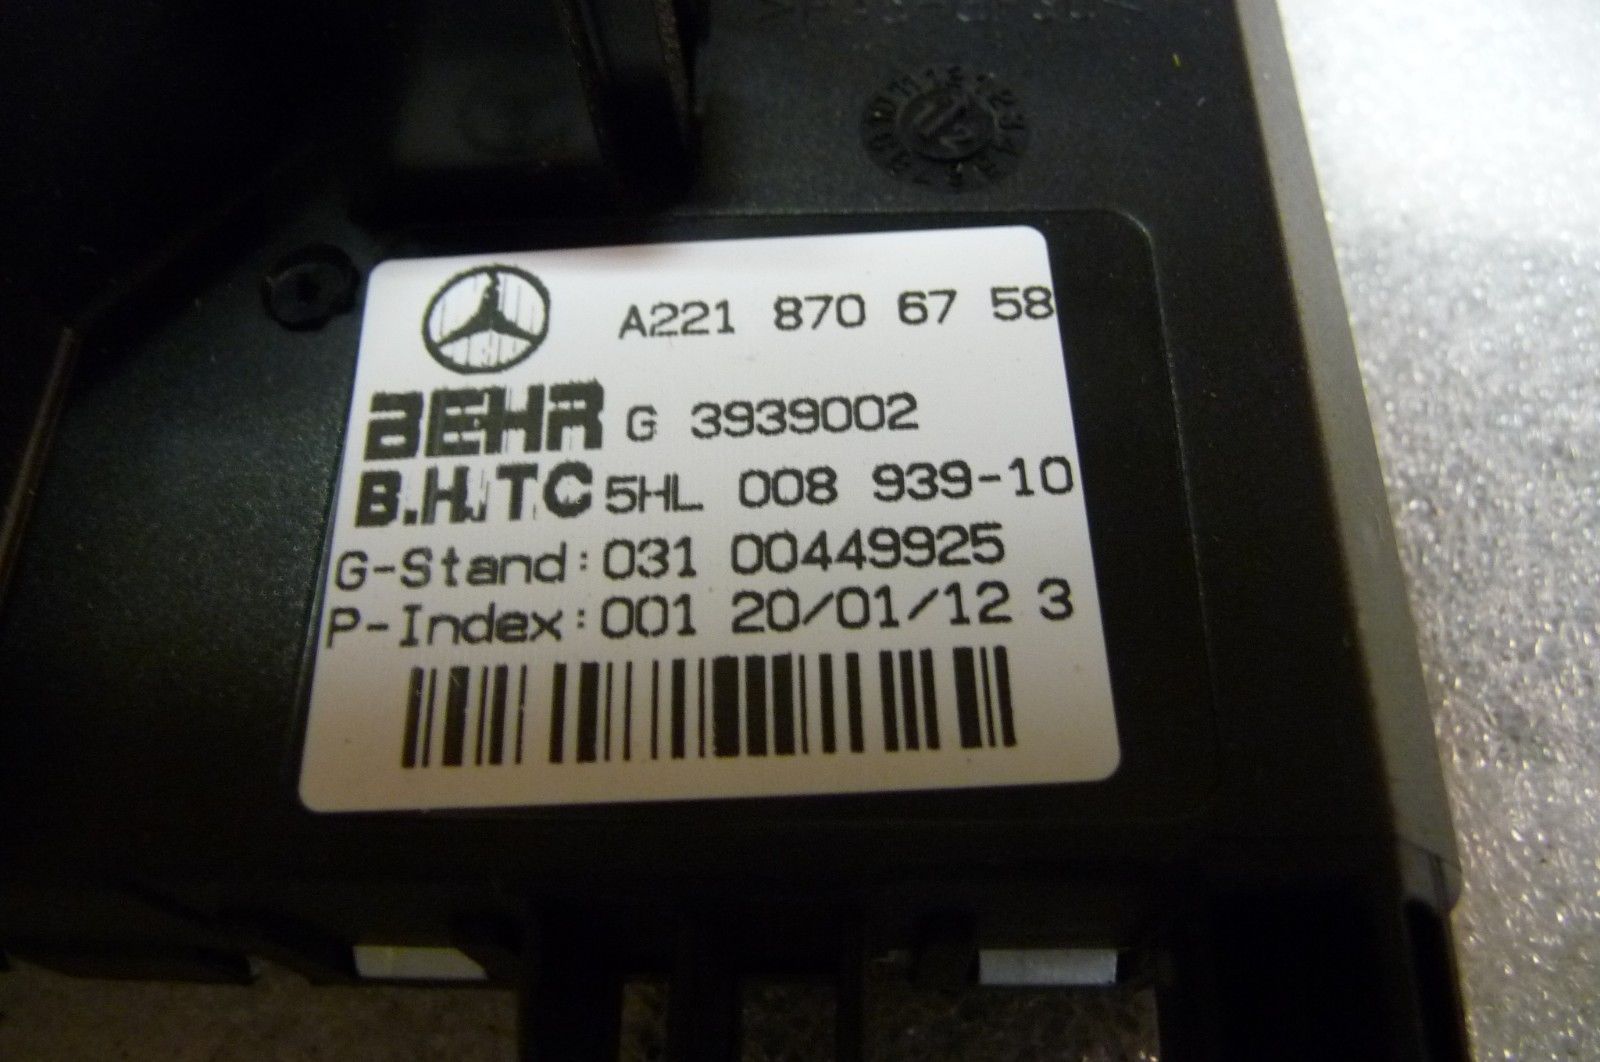 A221 870 67 58
BEHR G 3939002
B.H.TC 5HL 008 939-10
G-Stand:031 00449925
P-Index:001 20/01/12 3